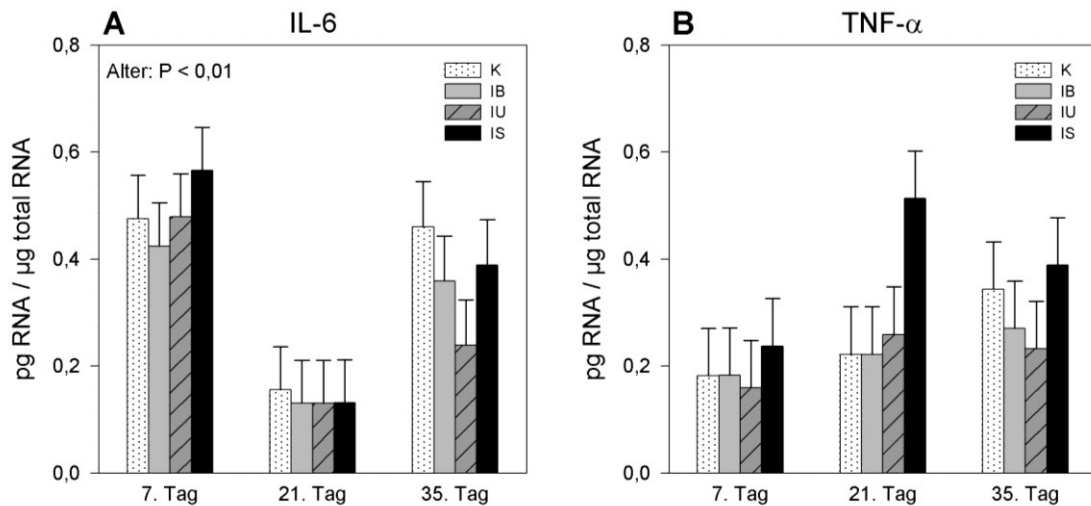 A
IL-6
pg RNA / µg total RNA
0,8
0,6
0,4
0,2
0,0
Alter: P < 0,01
K
IB
IU
IS
7. Tag
21. Tag
35. Tag
B
TNF-α
pg RNA / µg total RNA
0,8
0,6
0,4
0,2
0,0
K
IB
IU
IS
7. Tag
21. Tag
35. Tag